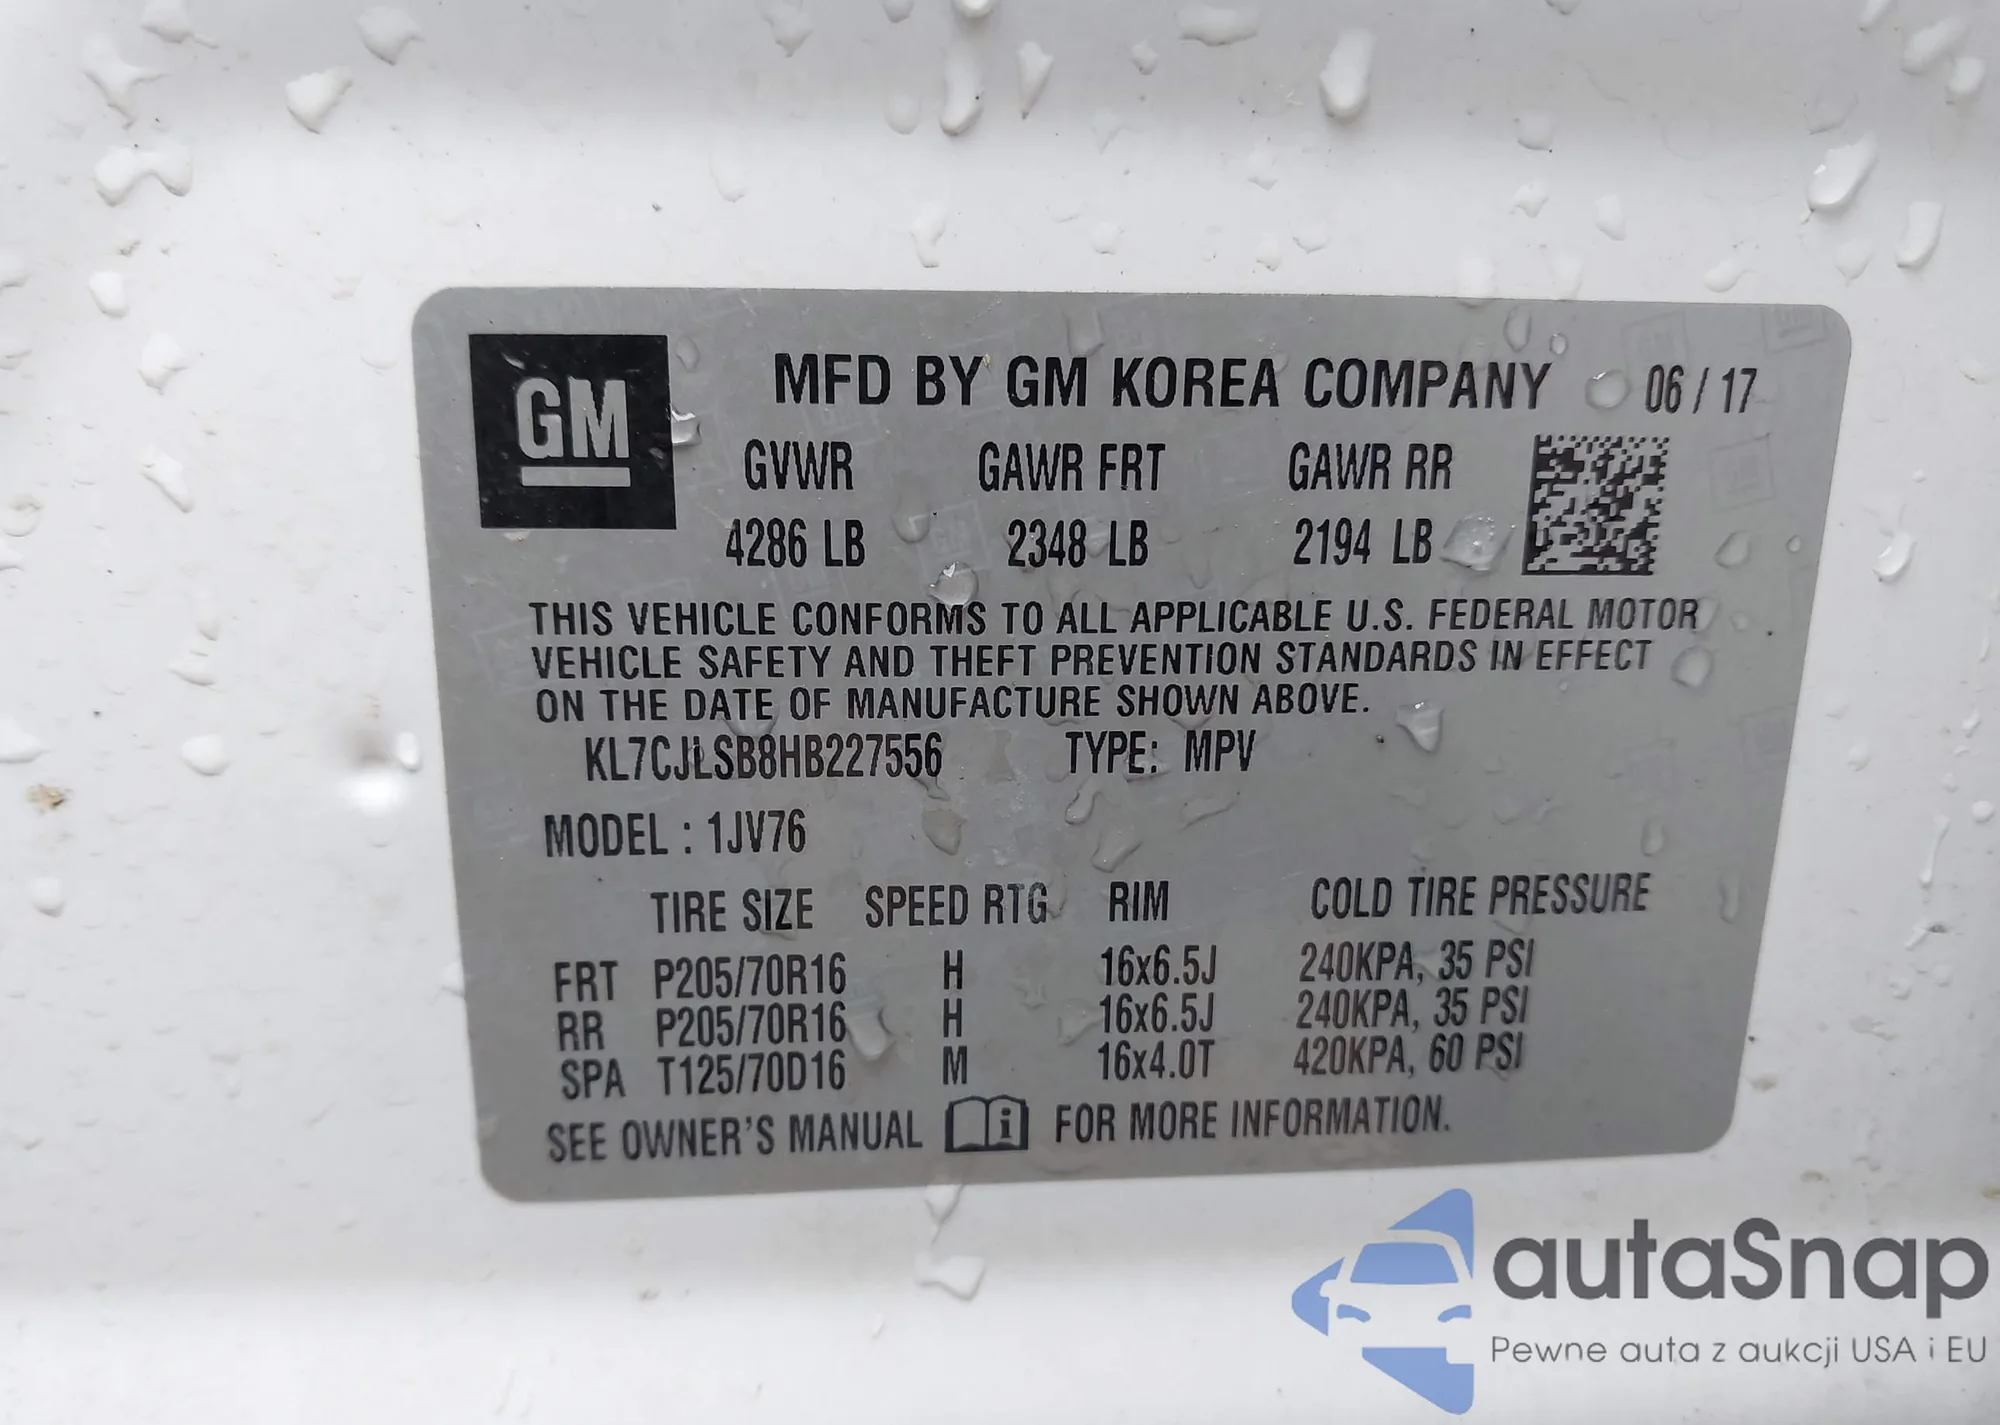 GM
MFD BY GM KOREA COMPANY 06 / 17
GVWR GAWR FRT GAWR RR
4286 LB 2348 LB 2194 LB
THIS VEHICLE CONFORMS TO ALL APPLICABLE U.S. FEDERAL MOTOR
VEHICLE SAFETY AND THEFT PREVENTION STANDARDS IN EFFECT
ON THE DATE OF MANUFACTURE SHOWN ABOVE.
KL7CJLSB8HB227556 TYPE: MPV
MODEL : 1JV76
TIRE SIZE SPEED RTG RIM COLD TIRE PRESSURE
FRT P205/70R16 H 16x6.5J 240KPA, 35 PSI
RR P205/70R16 H 16x6.5J 240KPA, 35 PSI
SPA T125/70D16 M 16x4.0T 420KPA, 60 PSI
SEE OWNER'S MANUAL i FOR MORE INFORMATION.
autaSnap
Pewne auta z aukcji USA i EU